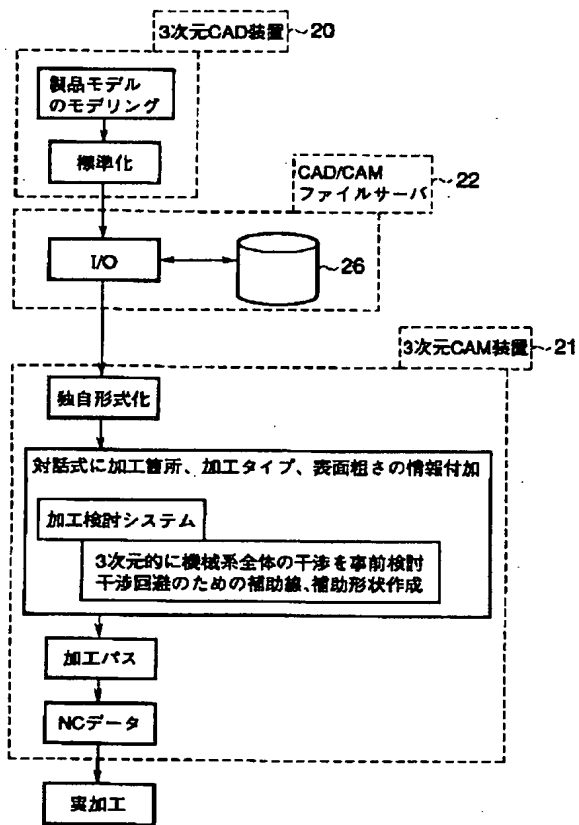 3次元CAD装置
20
製品モデル
のモデリング
標準化
CAD/CAM
ファイルサーバ
22
I/O
26
3次元CAM装置
21
独自形式化
対話式に加工箇所、加工タイプ、表面粗さの情報付加
加工検討システム
3次元的に機械系全体の干渉を事前検討
干渉回避のための補助線、補助形状作成
加工パス
NCデータ
実加工